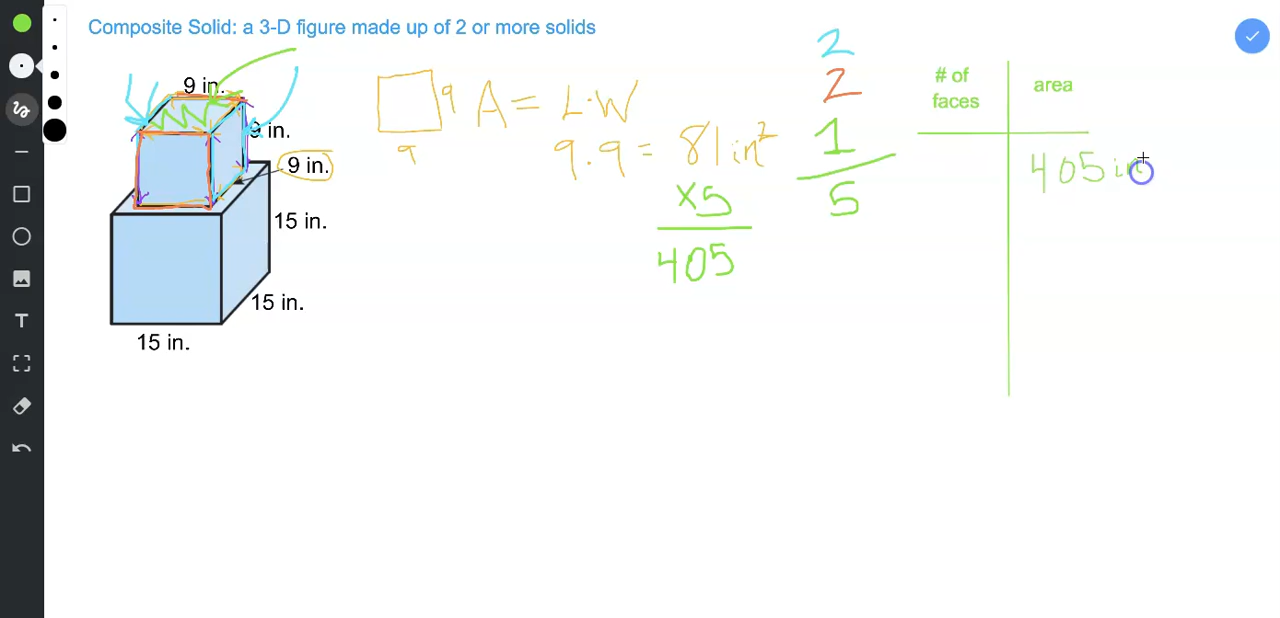 Composite Solid: a 3-D figure made up of 2 or more solids
9 in.
9 in.
9 in.
15 in.
15 in.
15 in.
9
9
A = L·W
9·9 = 81 in²
x5
405
2
2
1
5
# of faces
area
405 in
T